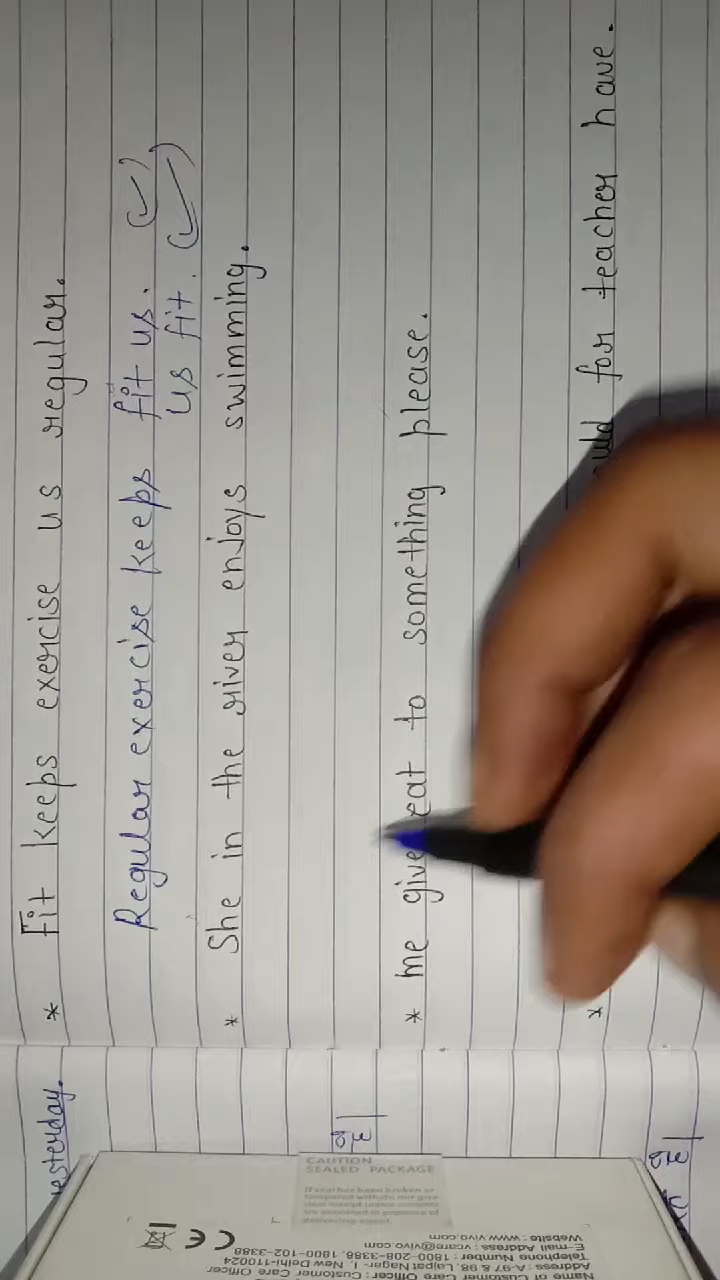 * Fit keeps exercise us regular.
Regular exercise keeps fit us. (✓)
us fit. (✓)
* She in the river enjoys swimming.
* me give eat to something please.
* for teacher have.
yesterday.
CAUTION
SEALED PACKAGE
CE
Website : www.vivo.com
E-mail Address : vcare@vivo.com
Telephone Number : 1800-208-3388, 1800-102-3388
Address : A-97 & 98, Lajpat Nagar- I, New Delhi-110024
Name Customer Care Officer : Customer Care Officer